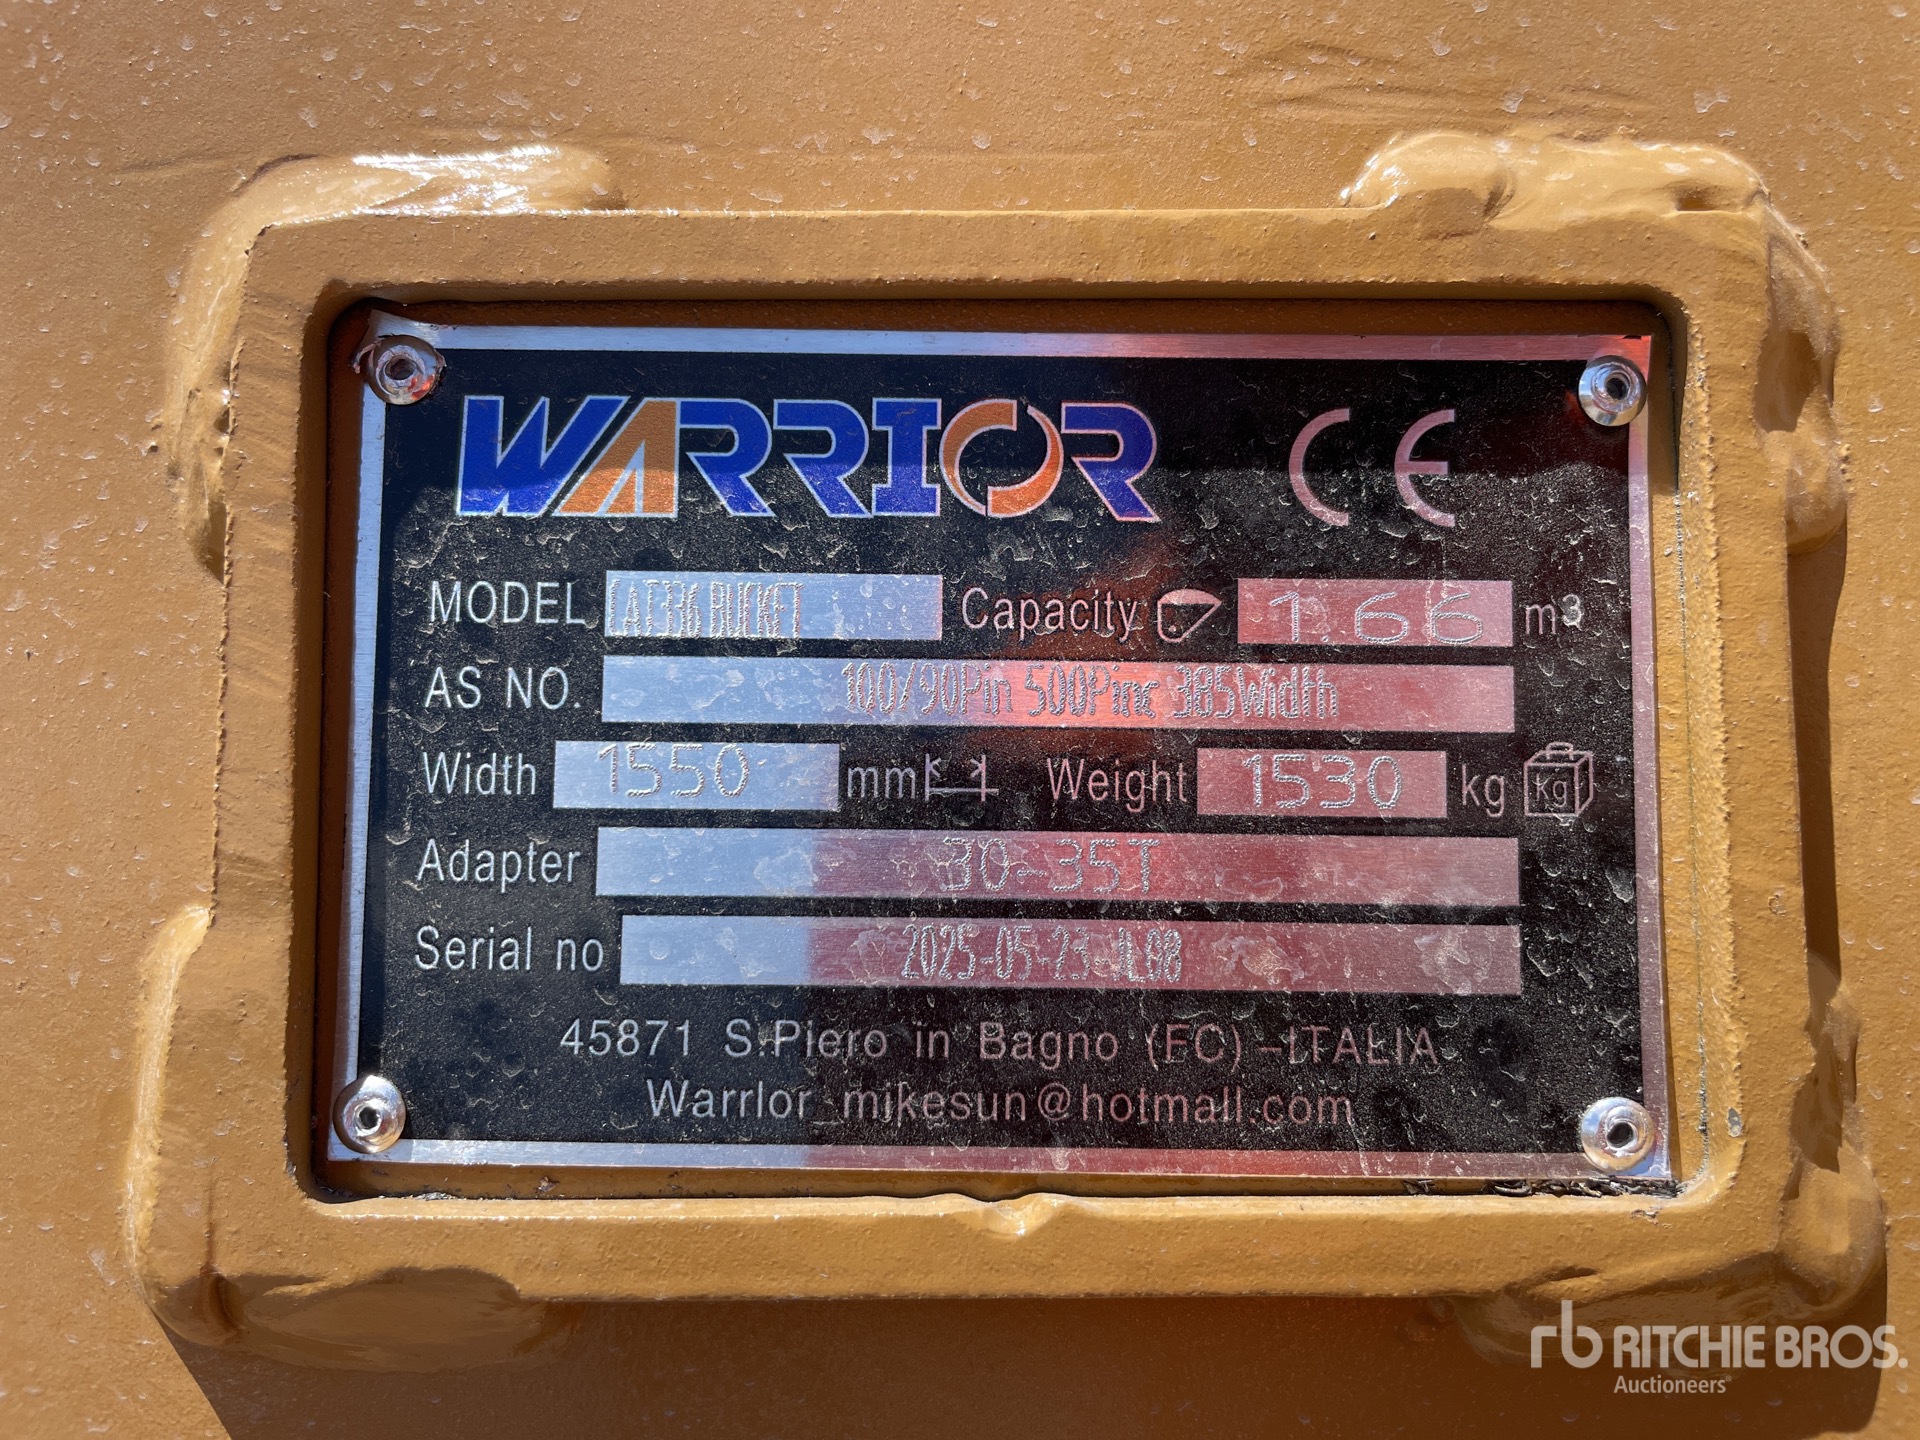 WARRIOR CE
MODEL CAT336 BUCKET Capacity 1.66 m³
AS NO. 100/90Pin 500Pinc 385Width
Width 1550 mm Weight 1530 kg Kg
Adapter 30-35T
Serial no 2025-05-23-JL08
45871 S.Piero in Bagno (FC) -ITALIA
Warrlor_mikesun@hotmall.com
rb RITCHIE BROS.
Auctioneers